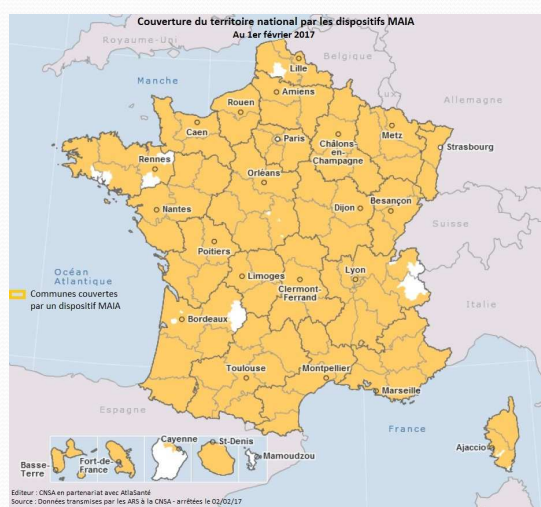 Couverture du territoire national par les dispositifs MAIA
Au 1er février 2017
Royaume-Uni
Belgique
Lille
Manche
Amiens
Lux.
Allemagne
Rouen
Caen
Paris
Metz
Châlons-
en-
Champagne
Strasbourg
Rennes
Orléans
Nantes
Dijon
Besançon
Suisse
Poitiers
Océan
Atlantique
Limoges
Clermont-
Ferrand
Lyon
Communes couvertes
par un dispositif MAIA
Bordeaux
Italie
Toulouse
Montpellier
Marseille
Espagne
France
Cayenne
St-Denis
Ajaccio
Basse-
Terre
Fort-de-
France
Mamoudzou
Editeur : CNSA en partenariat avec AtlaSanté
Source : Données transmises par les ARS à la CNSA - arrêtées le 02/02/17